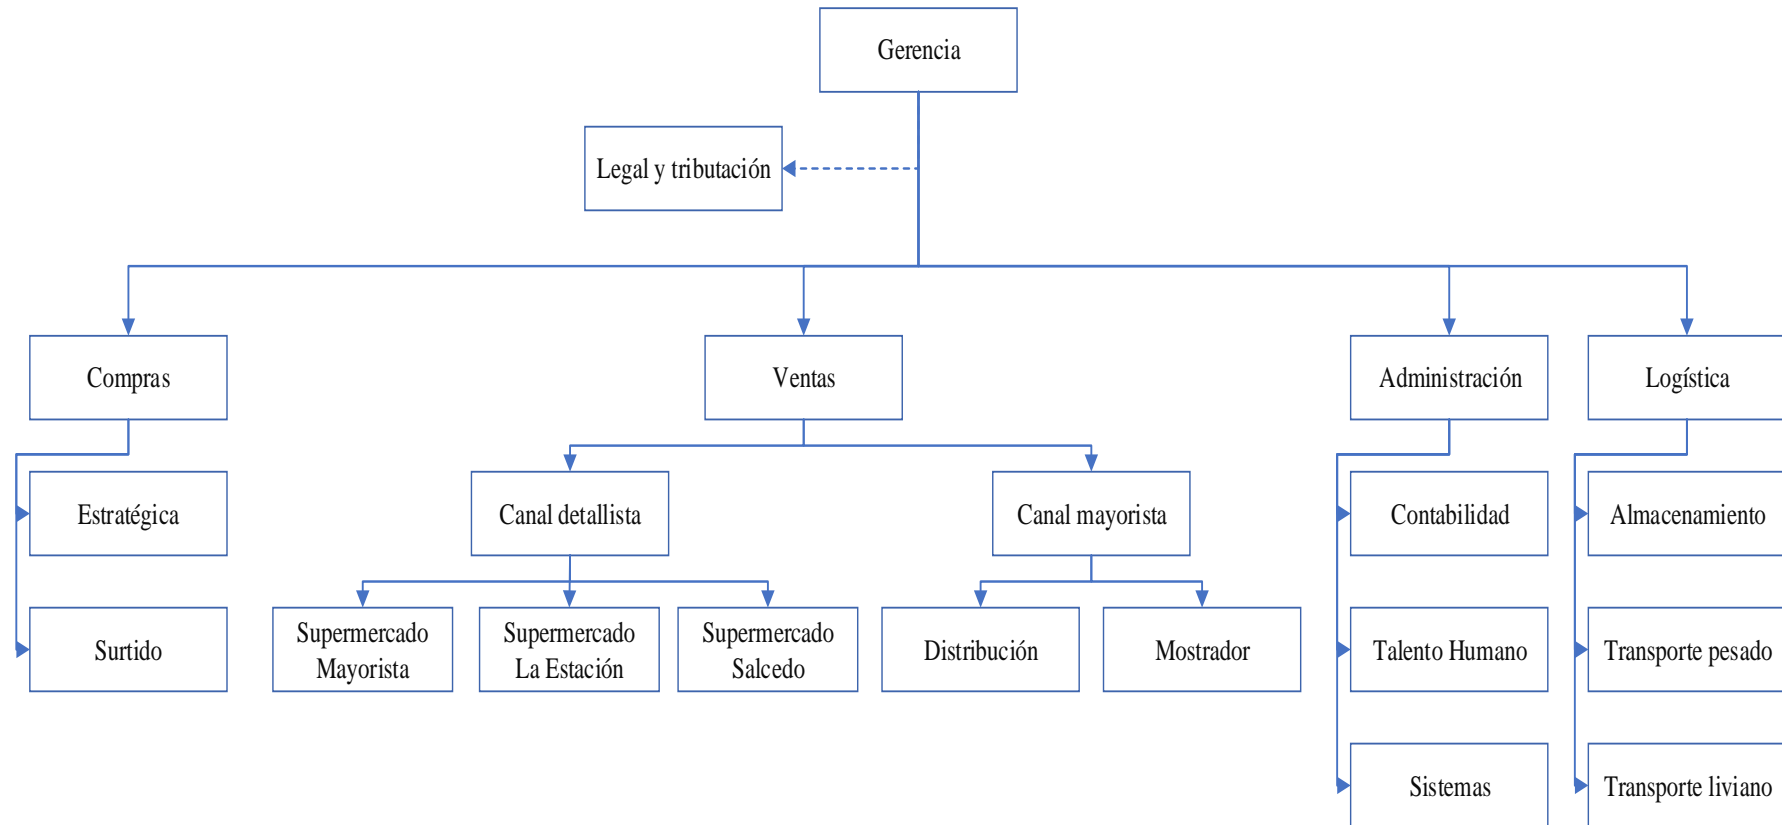 Gerencia
Legal y tributación
Compras
Ventas
Administración
Logística
Estratégica
Canal detallista
Canal mayorista
Contabilidad
Almacenamiento
Surtido
Supermercado
Mayorista
Supermercado
La Estación
Supermercado
Salcedo
Distribución
Mostrador
Talento Humano
Transporte pesado
Sistemas
Transporte liviano